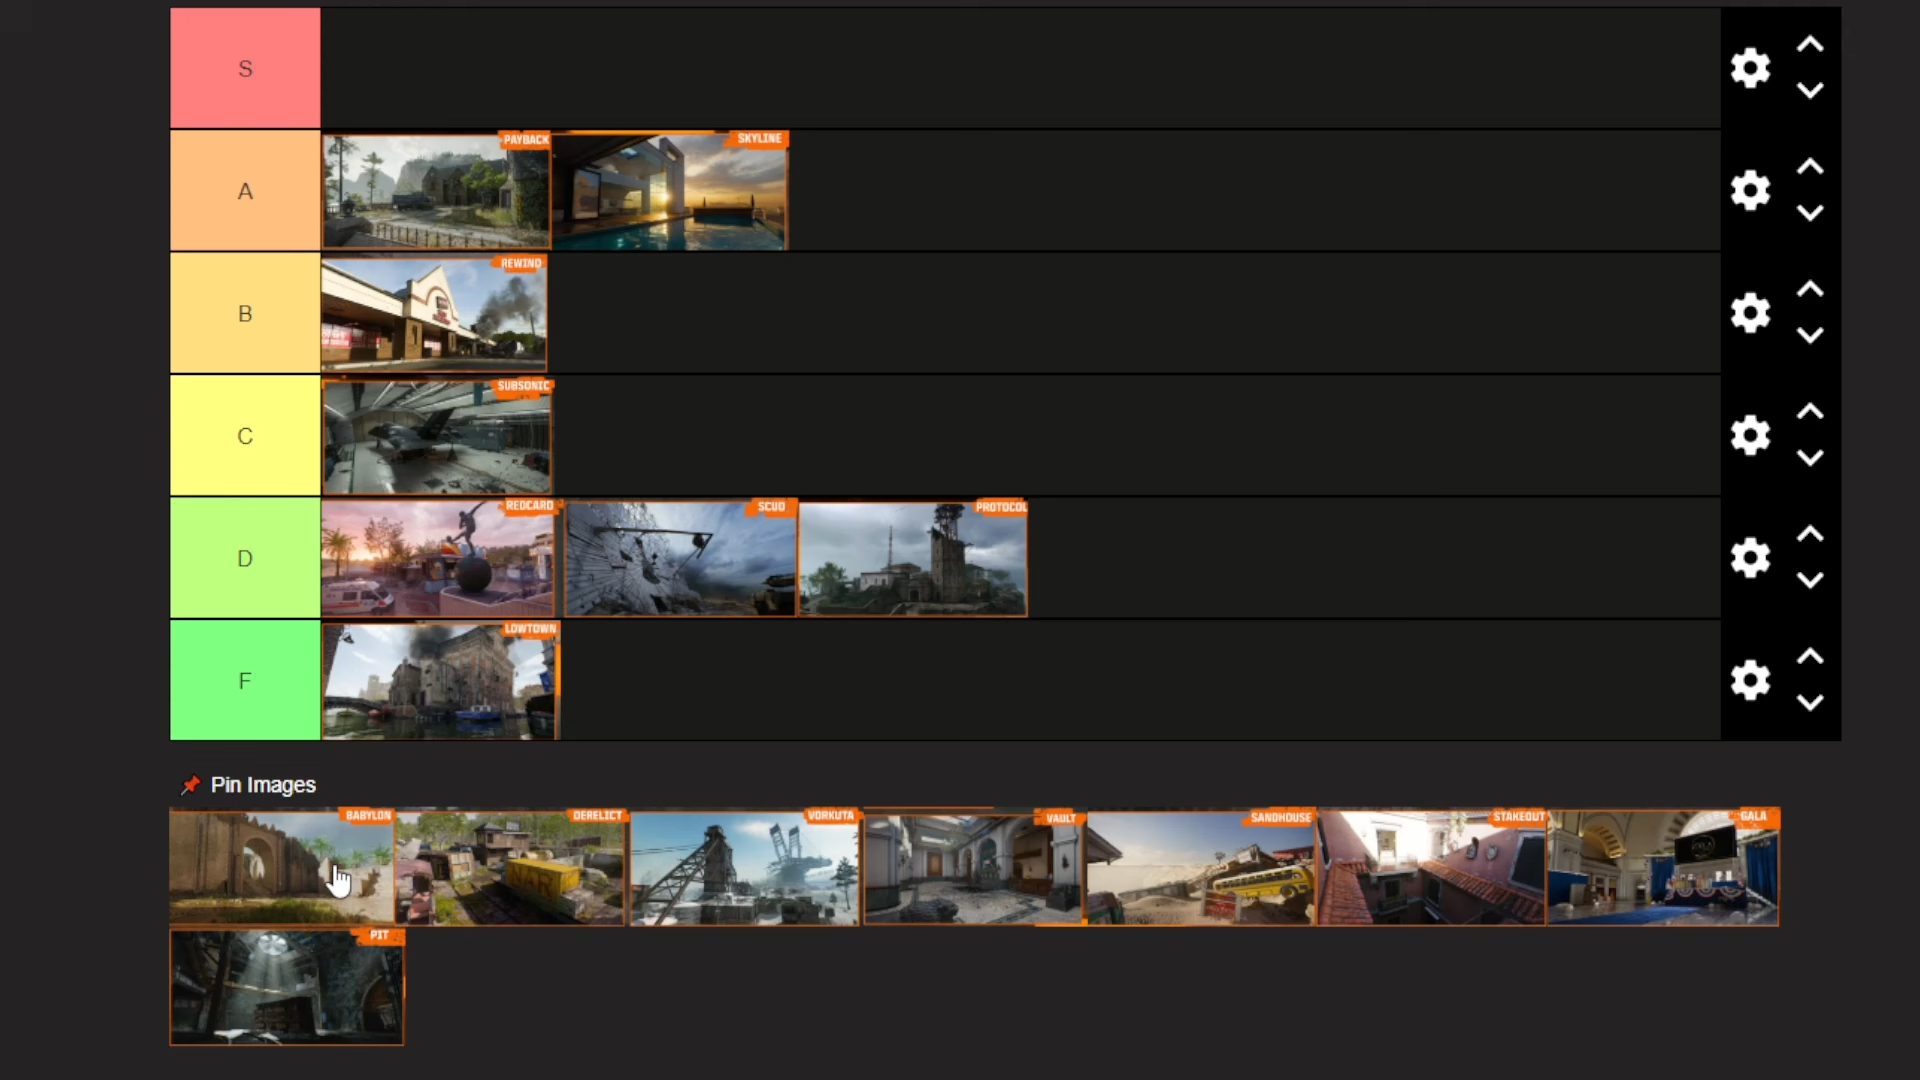 S
PAYBACK
SKYLINE
A
REWIND
B
SUBSONIC
C
REDCARD
SCUD
PROTOCOL
D
LOWTOWN
F
Pin Images
BABYLON
DERELICT
VORKUTA
VAULT
SANDHOUSE
STAKEOUT
GALA
PIT